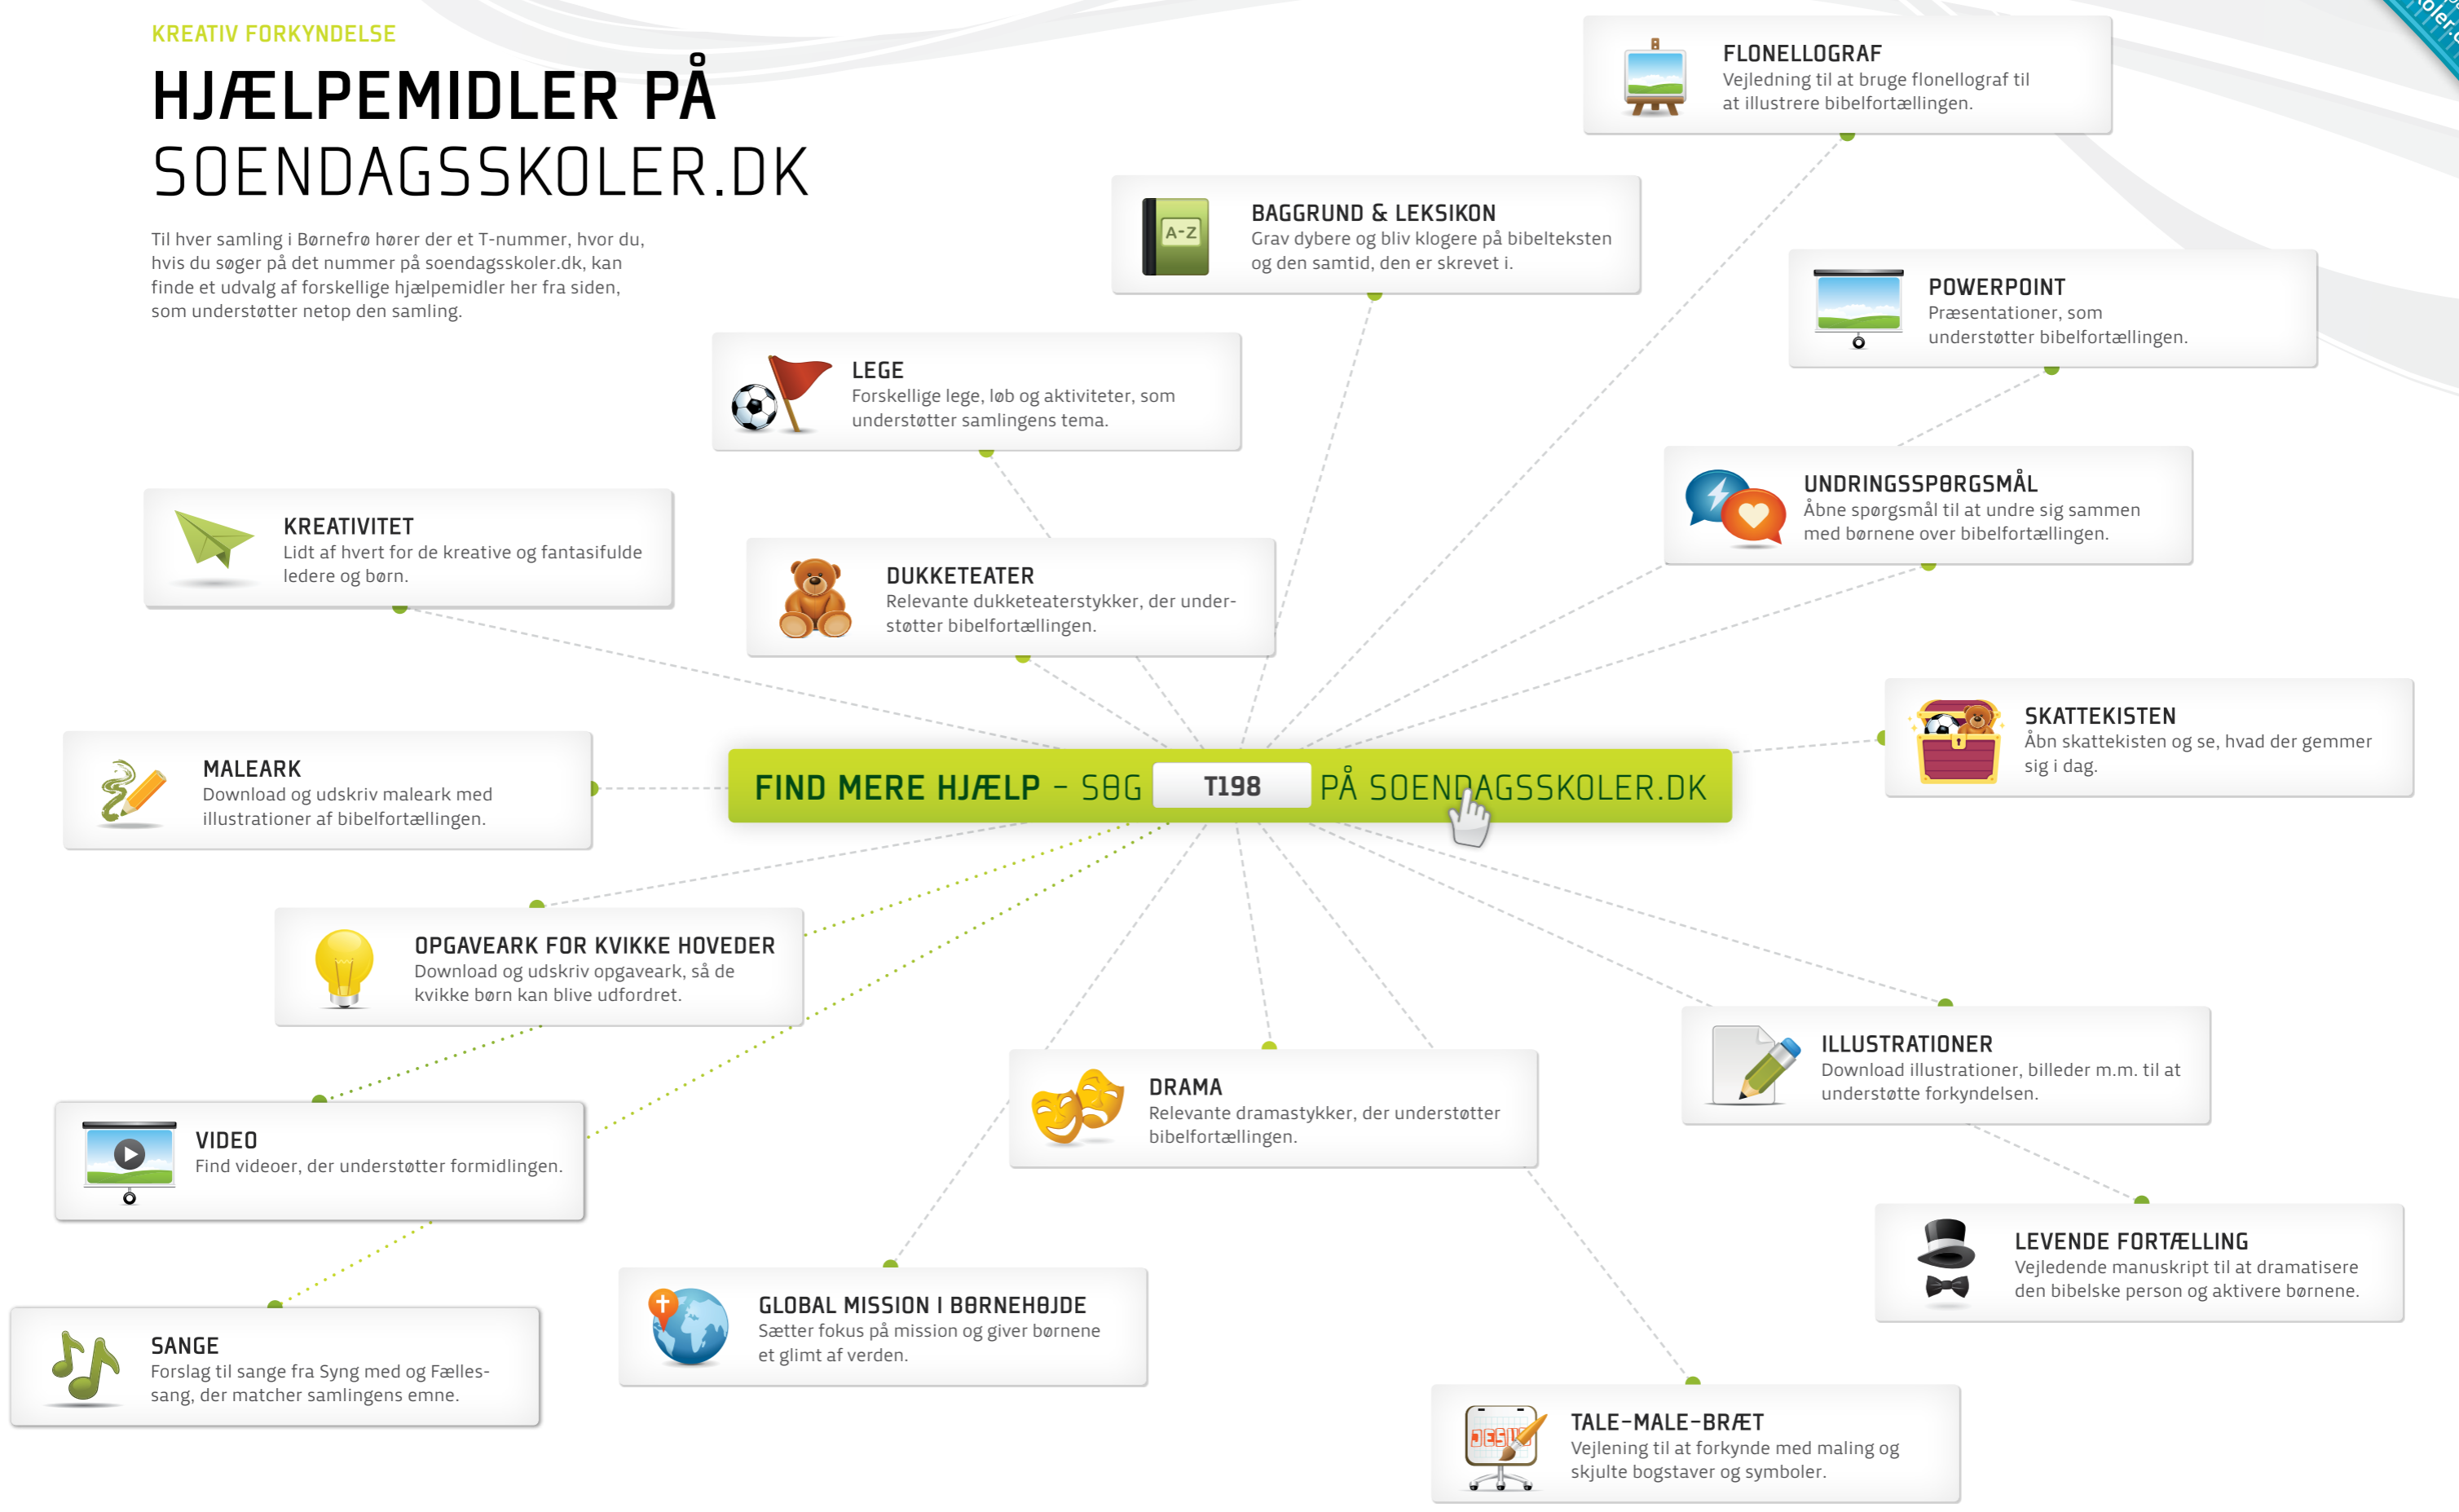 KREATIV FORKYNDELSE
HJÆLPEMIDLER PÅ
SOENDAGSSKOLER.DK
Til hver samling i Børnefrø hører der et T-nummer, hvor du,
hvis du søger på det nummer på soendagsskoler.dk, kan
finde et udvalg af forskellige hjælpemidler her fra siden,
som understøtter netop den samling.
FLONELLOGRAF
Vejledning til at bruge flonellograf til
at illustrere bibelfortællingen.
BAGGRUND & LEKSIKON
Grav dybere og bliv klogere på bibelteksten
og den samtid, den er skrevet i.
A-Z
POWERPOINT
Præsentationer, som
understøtter bibelfortællingen.
LEGE
Forskellige lege, løb og aktiviteter, som
understøtter samlingens tema.
UNDRINGSSPØRGSMÅL
Åbne spørgsmål til at undre sig sammen
med børnene over bibelfortællingen.
KREATIVITET
Lidt af hvert for de kreative og fantasifulde
ledere og børn.
DUKKETEATER
Relevante dukketeaterstykker, der under-
støtter bibelfortællingen.
SKATTEKISTEN
Åbn skattekisten og se, hvad der gemmer
sig i dag.
MALEARK
Download og udskriv maleark med
illustrationer af bibelfortællingen.
FIND MERE HJÆLP – SØG T198 PÅ SOENDAGSSKOLER.DK
OPGAVEARK FOR KVIKKE HOVEDER
Download og udskriv opgaveark, så de
kvikke børn kan blive udfordret.
ILLUSTRATIONER
Download illustrationer, billeder m.m. til at
understøtte forkyndelsen.
DRAMA
Relevante dramastykker, der understøtter
bibelfortællingen.
VIDEO
Find videoer, der understøtter formidlingen.
LEVENDE FORTÆLLING
Vejledende manuskript til at dramatisere
den bibelske person og aktivere børnene.
GLOBAL MISSION I BØRNEHØJDE
Sætter fokus på mission og giver børnene
et glimt af verden.
SANGE
Forslag til sange fra Syng med og Fælles-
sang, der matcher samlingens emne.
TALE-MALE-BRÆT
Vejlening til at forkynde med maling og
skjulte bogstaver og symboler.
JESUS